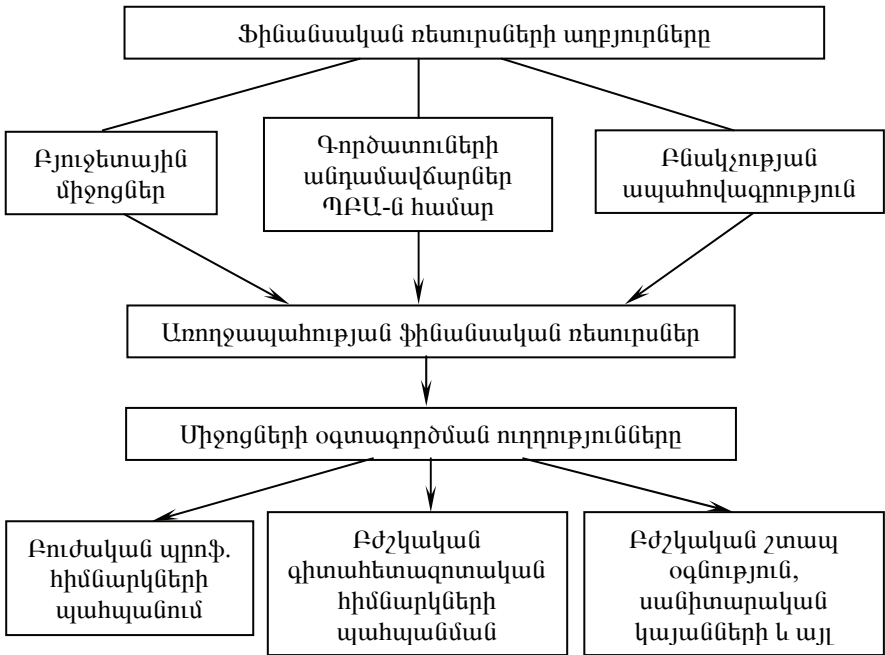 Ֆինանսական ռեսուրսների աղբյուրները
Բյուջետային
միջոցներ
Գործատուների
անդամավճարներ
ՊԲԱ-ն համար
Բնակչության
ապահովագրություն
Առողջապահության ֆինանսական ռեսուրսներ
Միջոցների օգտագործման ուղղությունները
Բուժական պրոֆ.
հիմնարկների
պահպանում
Բժշկական
գիտահետազոտական
հիմնարկների
պահպանման
Բժշկական շտապ
օգնություն,
սանիտարական
կայանների և այլ